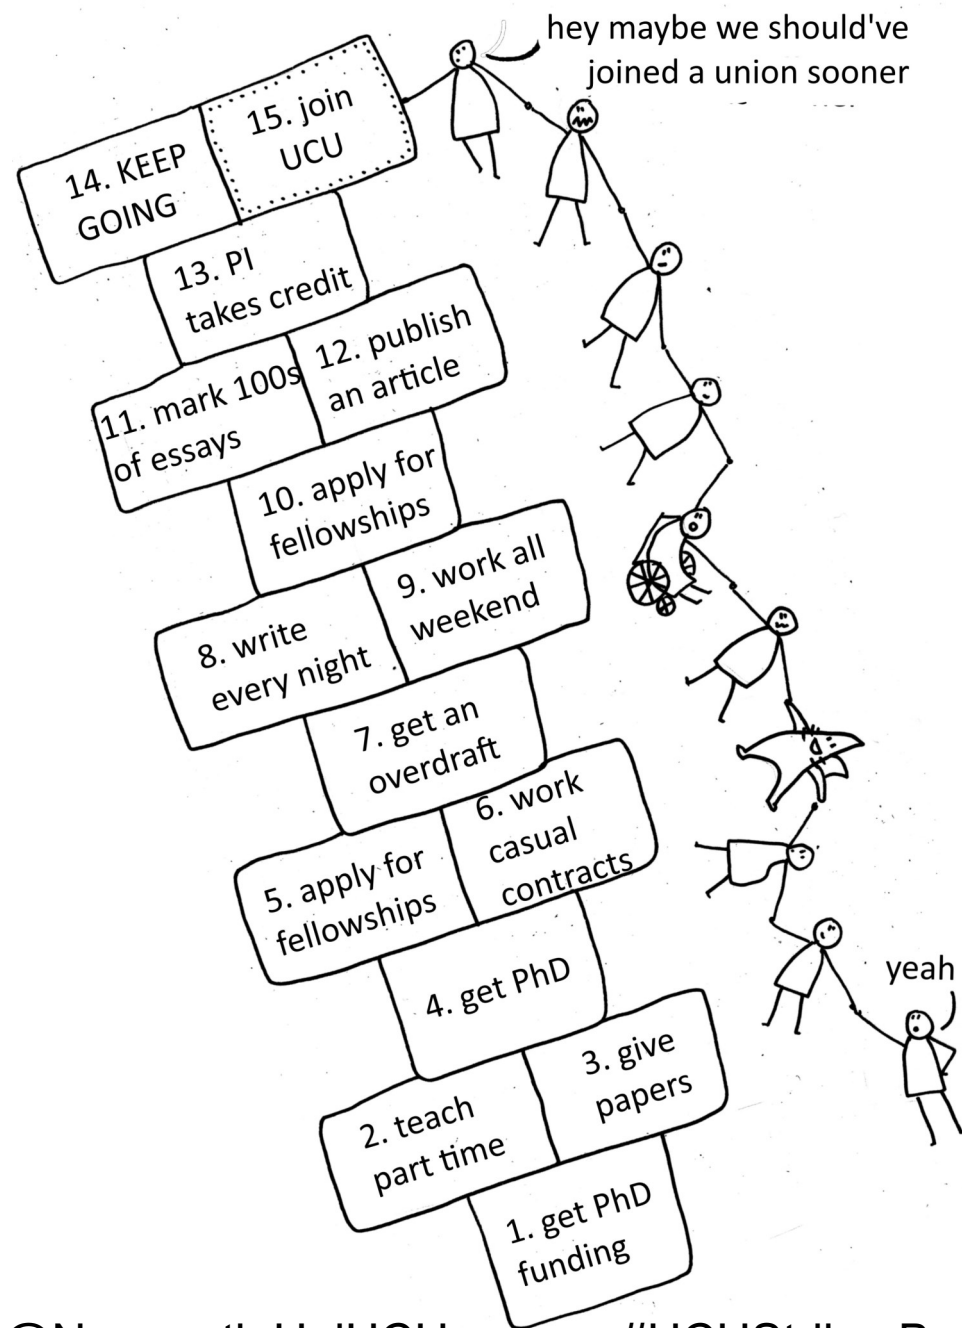 hey maybe we should've
joined a union sooner
15. join
UCU
14. KEEP
GOING
13. PI
takes credit
12. publish
an article
11. mark 100s
of essays
10. apply for
fellowships
9. work all
weekend
8. write
every night
7. get an
overdraft
6. work
casual
contracts
5. apply for
fellowships
4. get PhD
yeah
3. give
papers
2. teach
part time
1. get PhD
funding